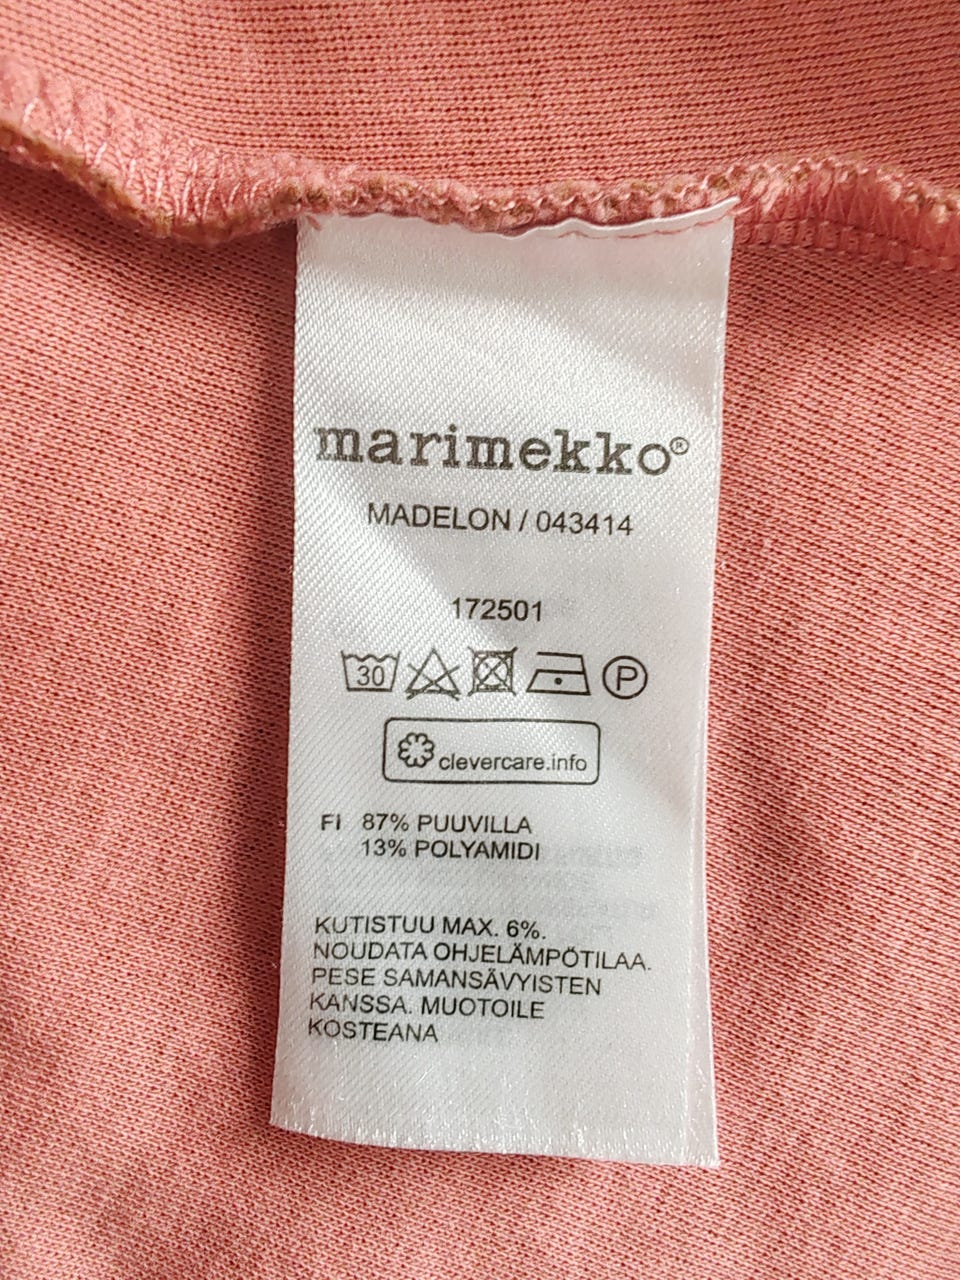 marimekko®
MADELON / 043414
172501
30 P
clevercare.info
FI 87% PUUVILLA
13% POLYAMIDI
KUTISTUU MAX. 6%.
NOUDATA OHJELÄMPÖTILAA.
PESE SAMANSÄVYISTEN
KANSSA. MUOTOILE
KOSTEANA